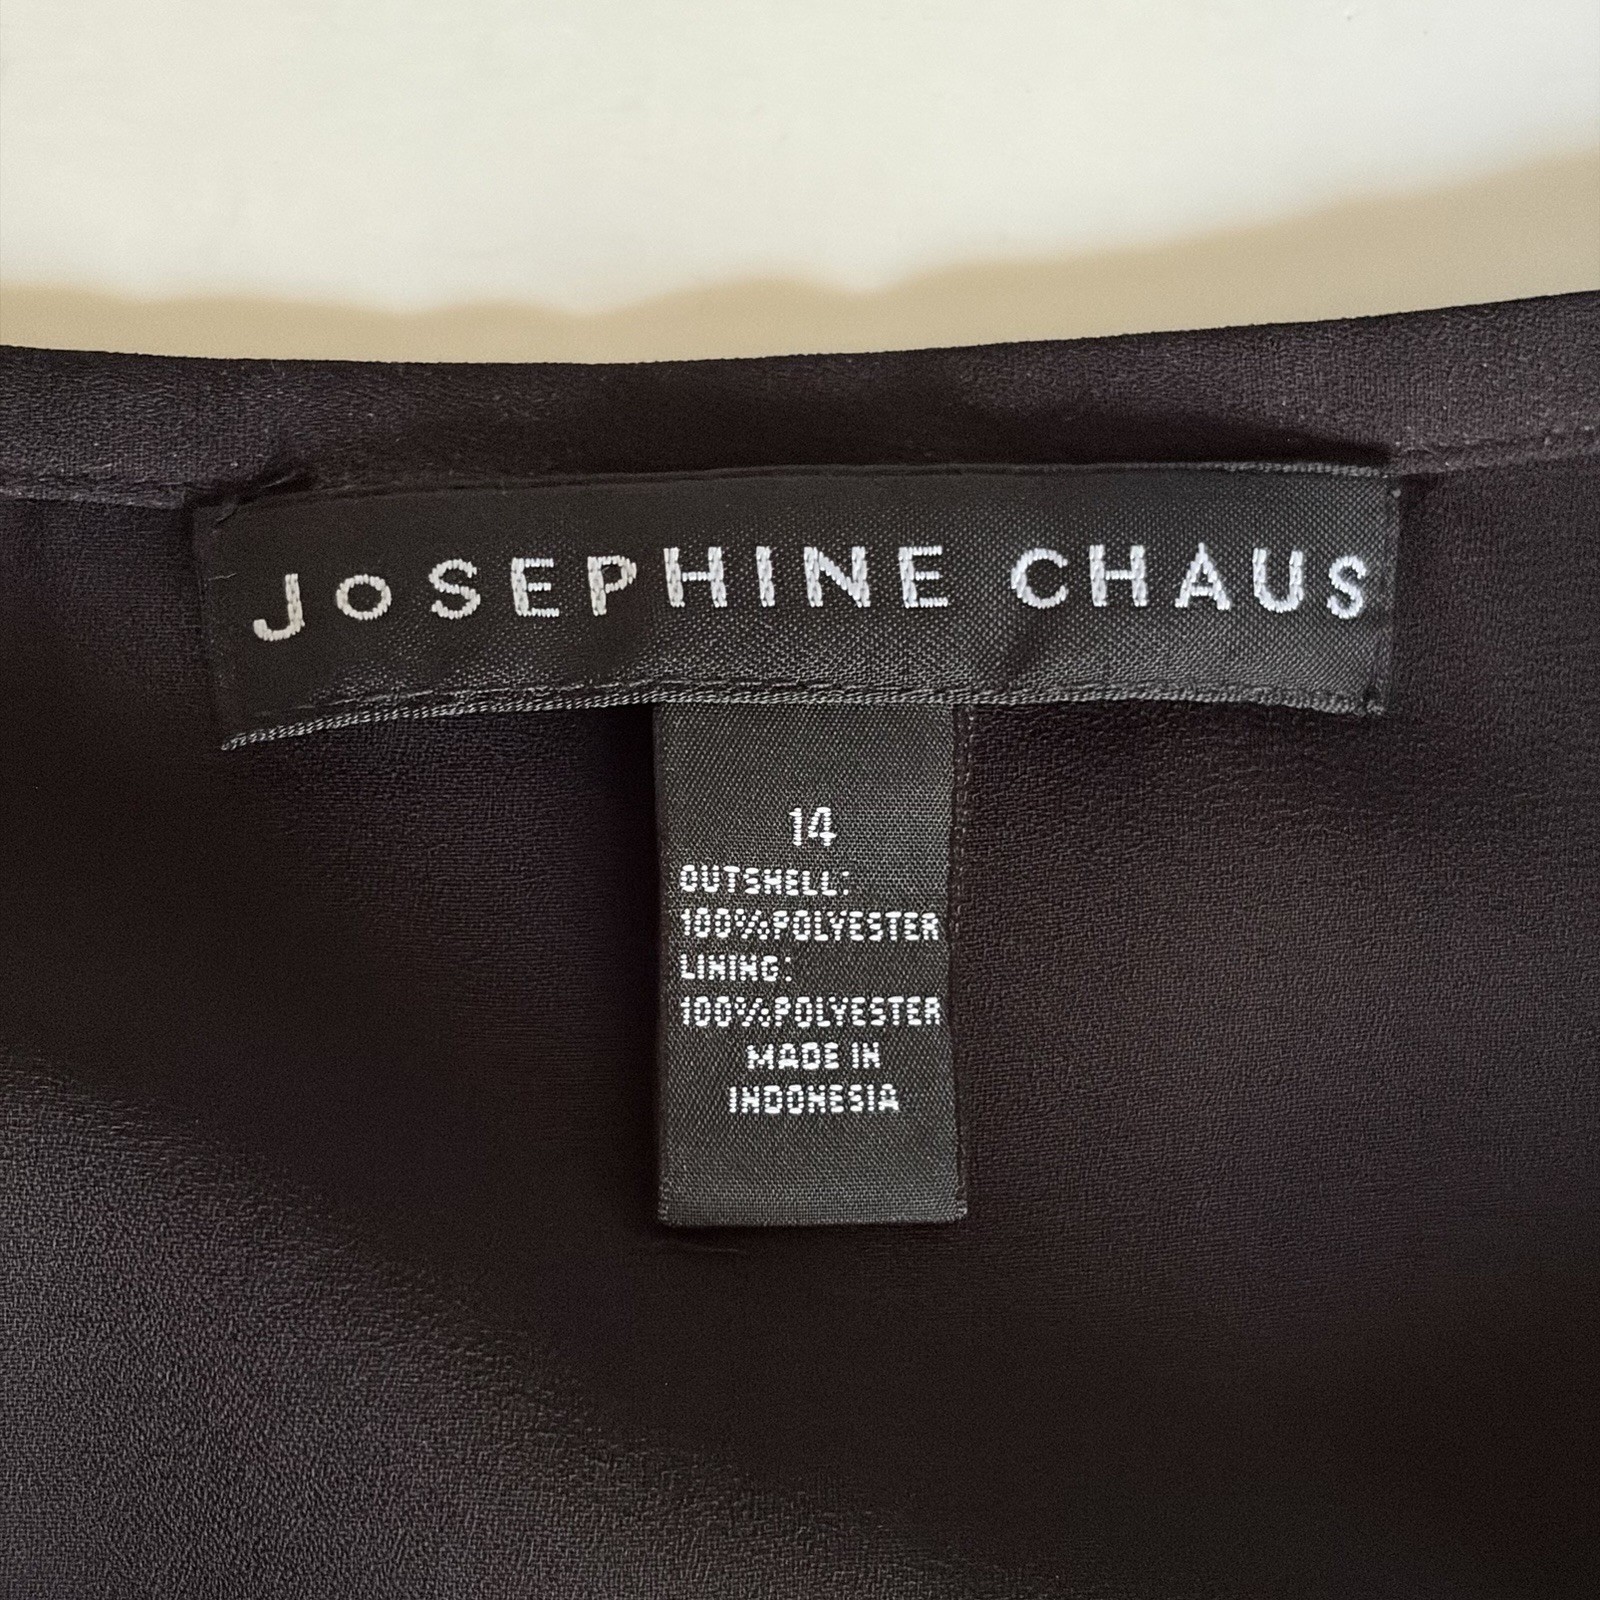 JoSEPHINE CHAUS
14
OUTSHELL:
100%POLYESTER
LINING:
100%POLYESTER
MADE IN
INDONESIA